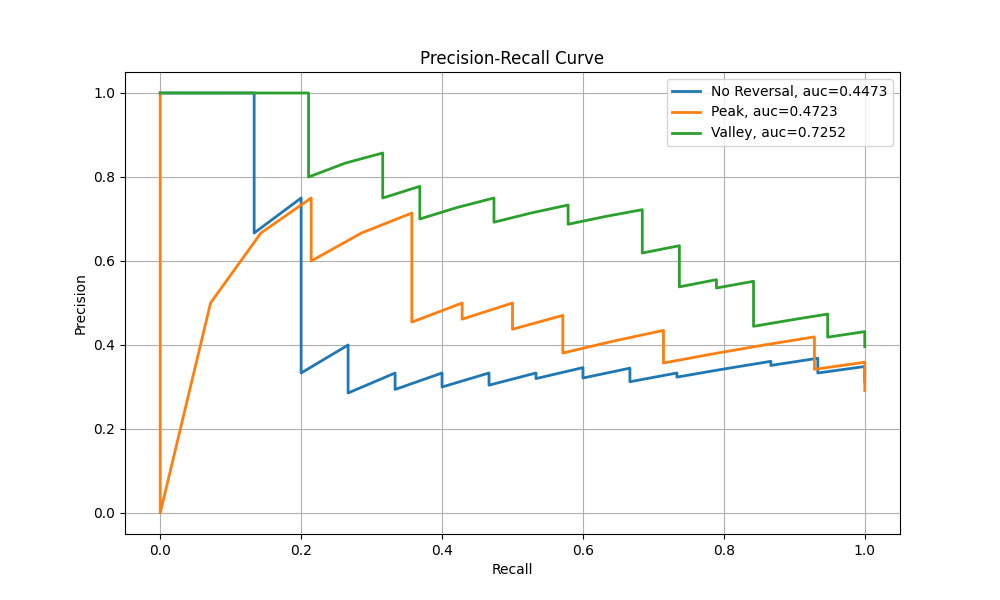 Precision-Recall Curve
No Reversal, auc=0.4473
Peak, auc=0.4723
Valley, auc=0.7252
Precision
1.0
0.8
0.6
0.4
0.2
0.0
0.0 0.2 0.4 0.6 0.8 1.0
Recall